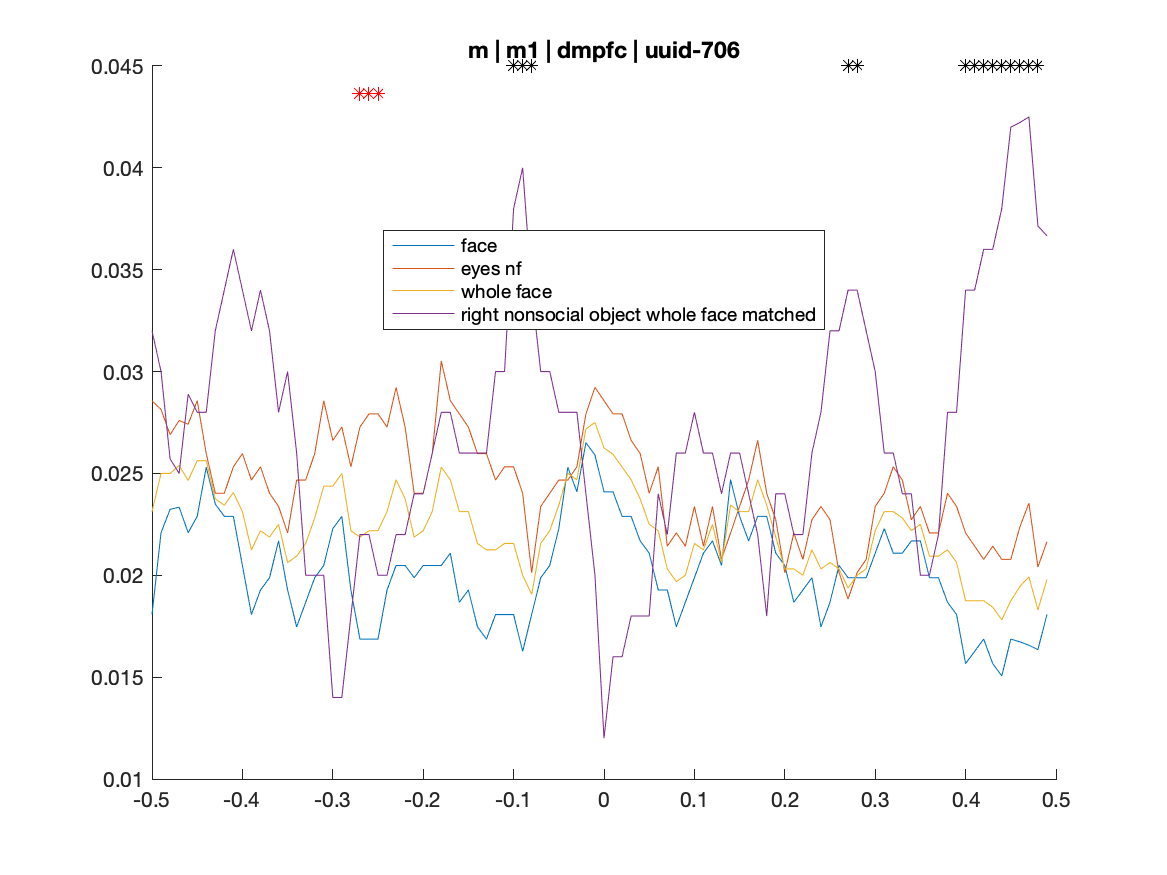 m | m1 | dmpfc | uuid-706
0.045
0.04
0.035
0.03
0.025
0.02
0.015
0.01
face
eyes nf
whole face
right nonsocial object whole face matched
-0.5 -0.4 -0.3 -0.2 -0.1 0 0.1 0.2 0.3 0.4 0.5